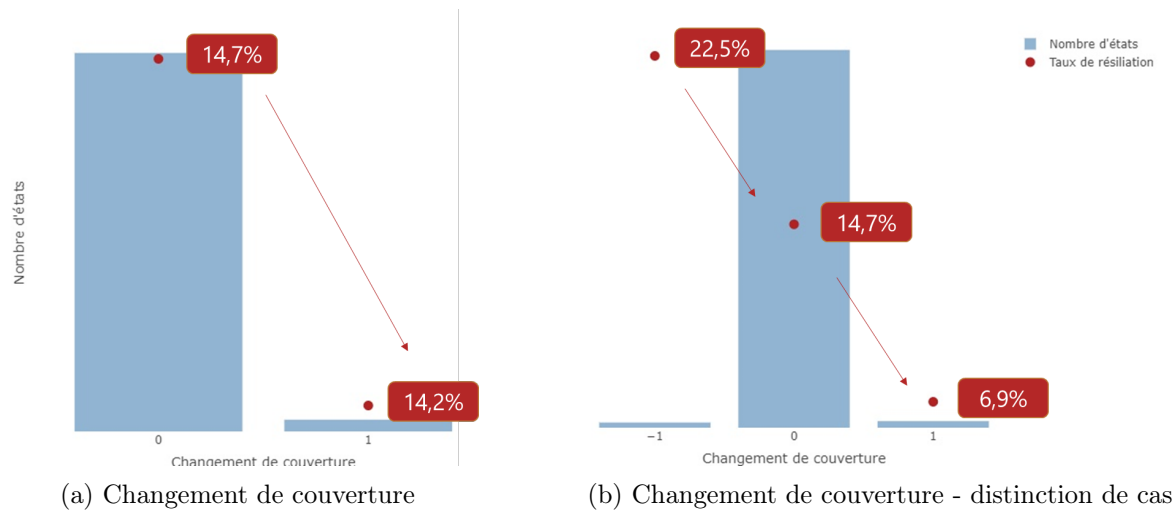 14,7%
14,2%
Nombre d'états
0
1
Changement de couverture
(a) Changement de couverture
22,5%
14,7%
6,9%
Nombre d'états
Taux de résiliation
−1
0
1
Changement de couverture
(b) Changement de couverture - distinction de cas